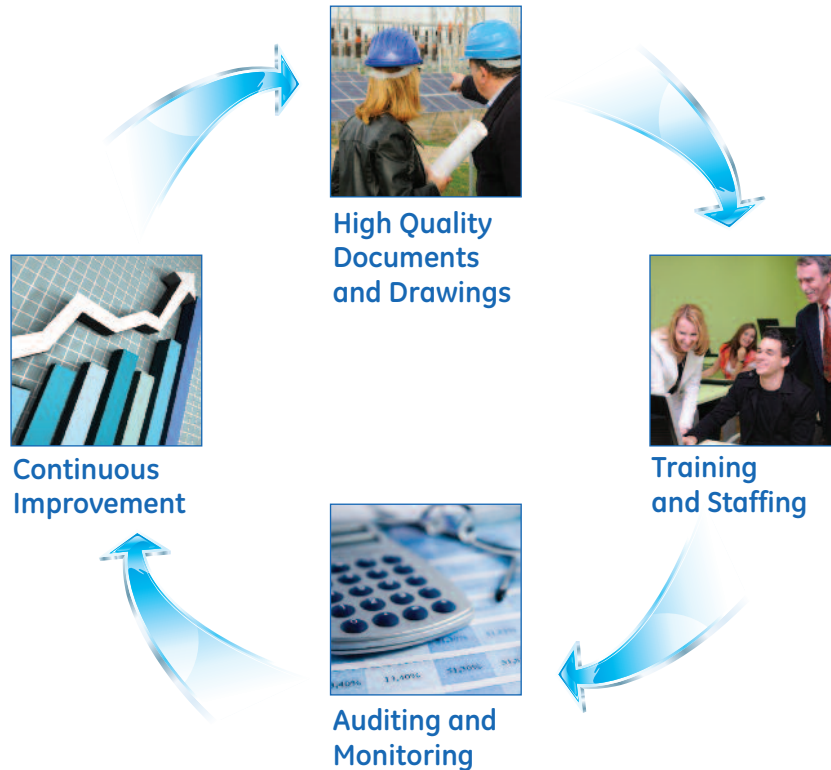 High Quality
Documents
and Drawings
Training
and Staffing
Auditing and
Monitoring
Continuous
Improvement